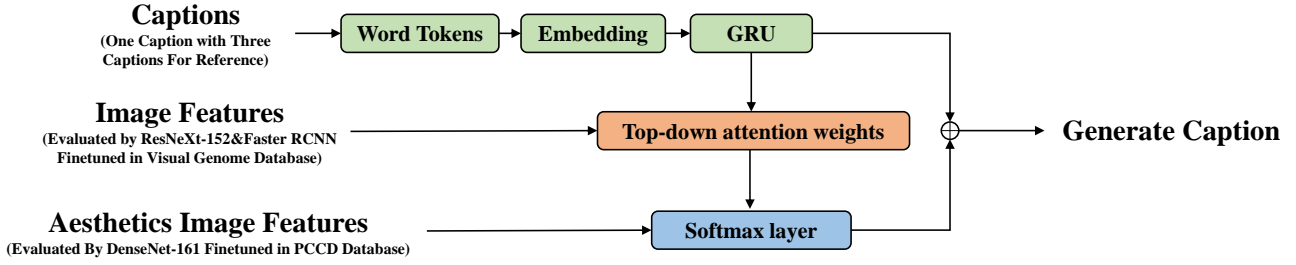 Captions
(One Caption with Three
Captions For Reference)
Word Tokens
Embedding
GRU
Image Features
(Evaluated by ResNeXt-152&Faster RCNN
Finetuned in Visual Genome Database)
Top-down attention weights
Generate Caption
Aesthetics Image Features
(Evaluated By DenseNet-161 Finetuned in PCCD Database)
Softmax layer